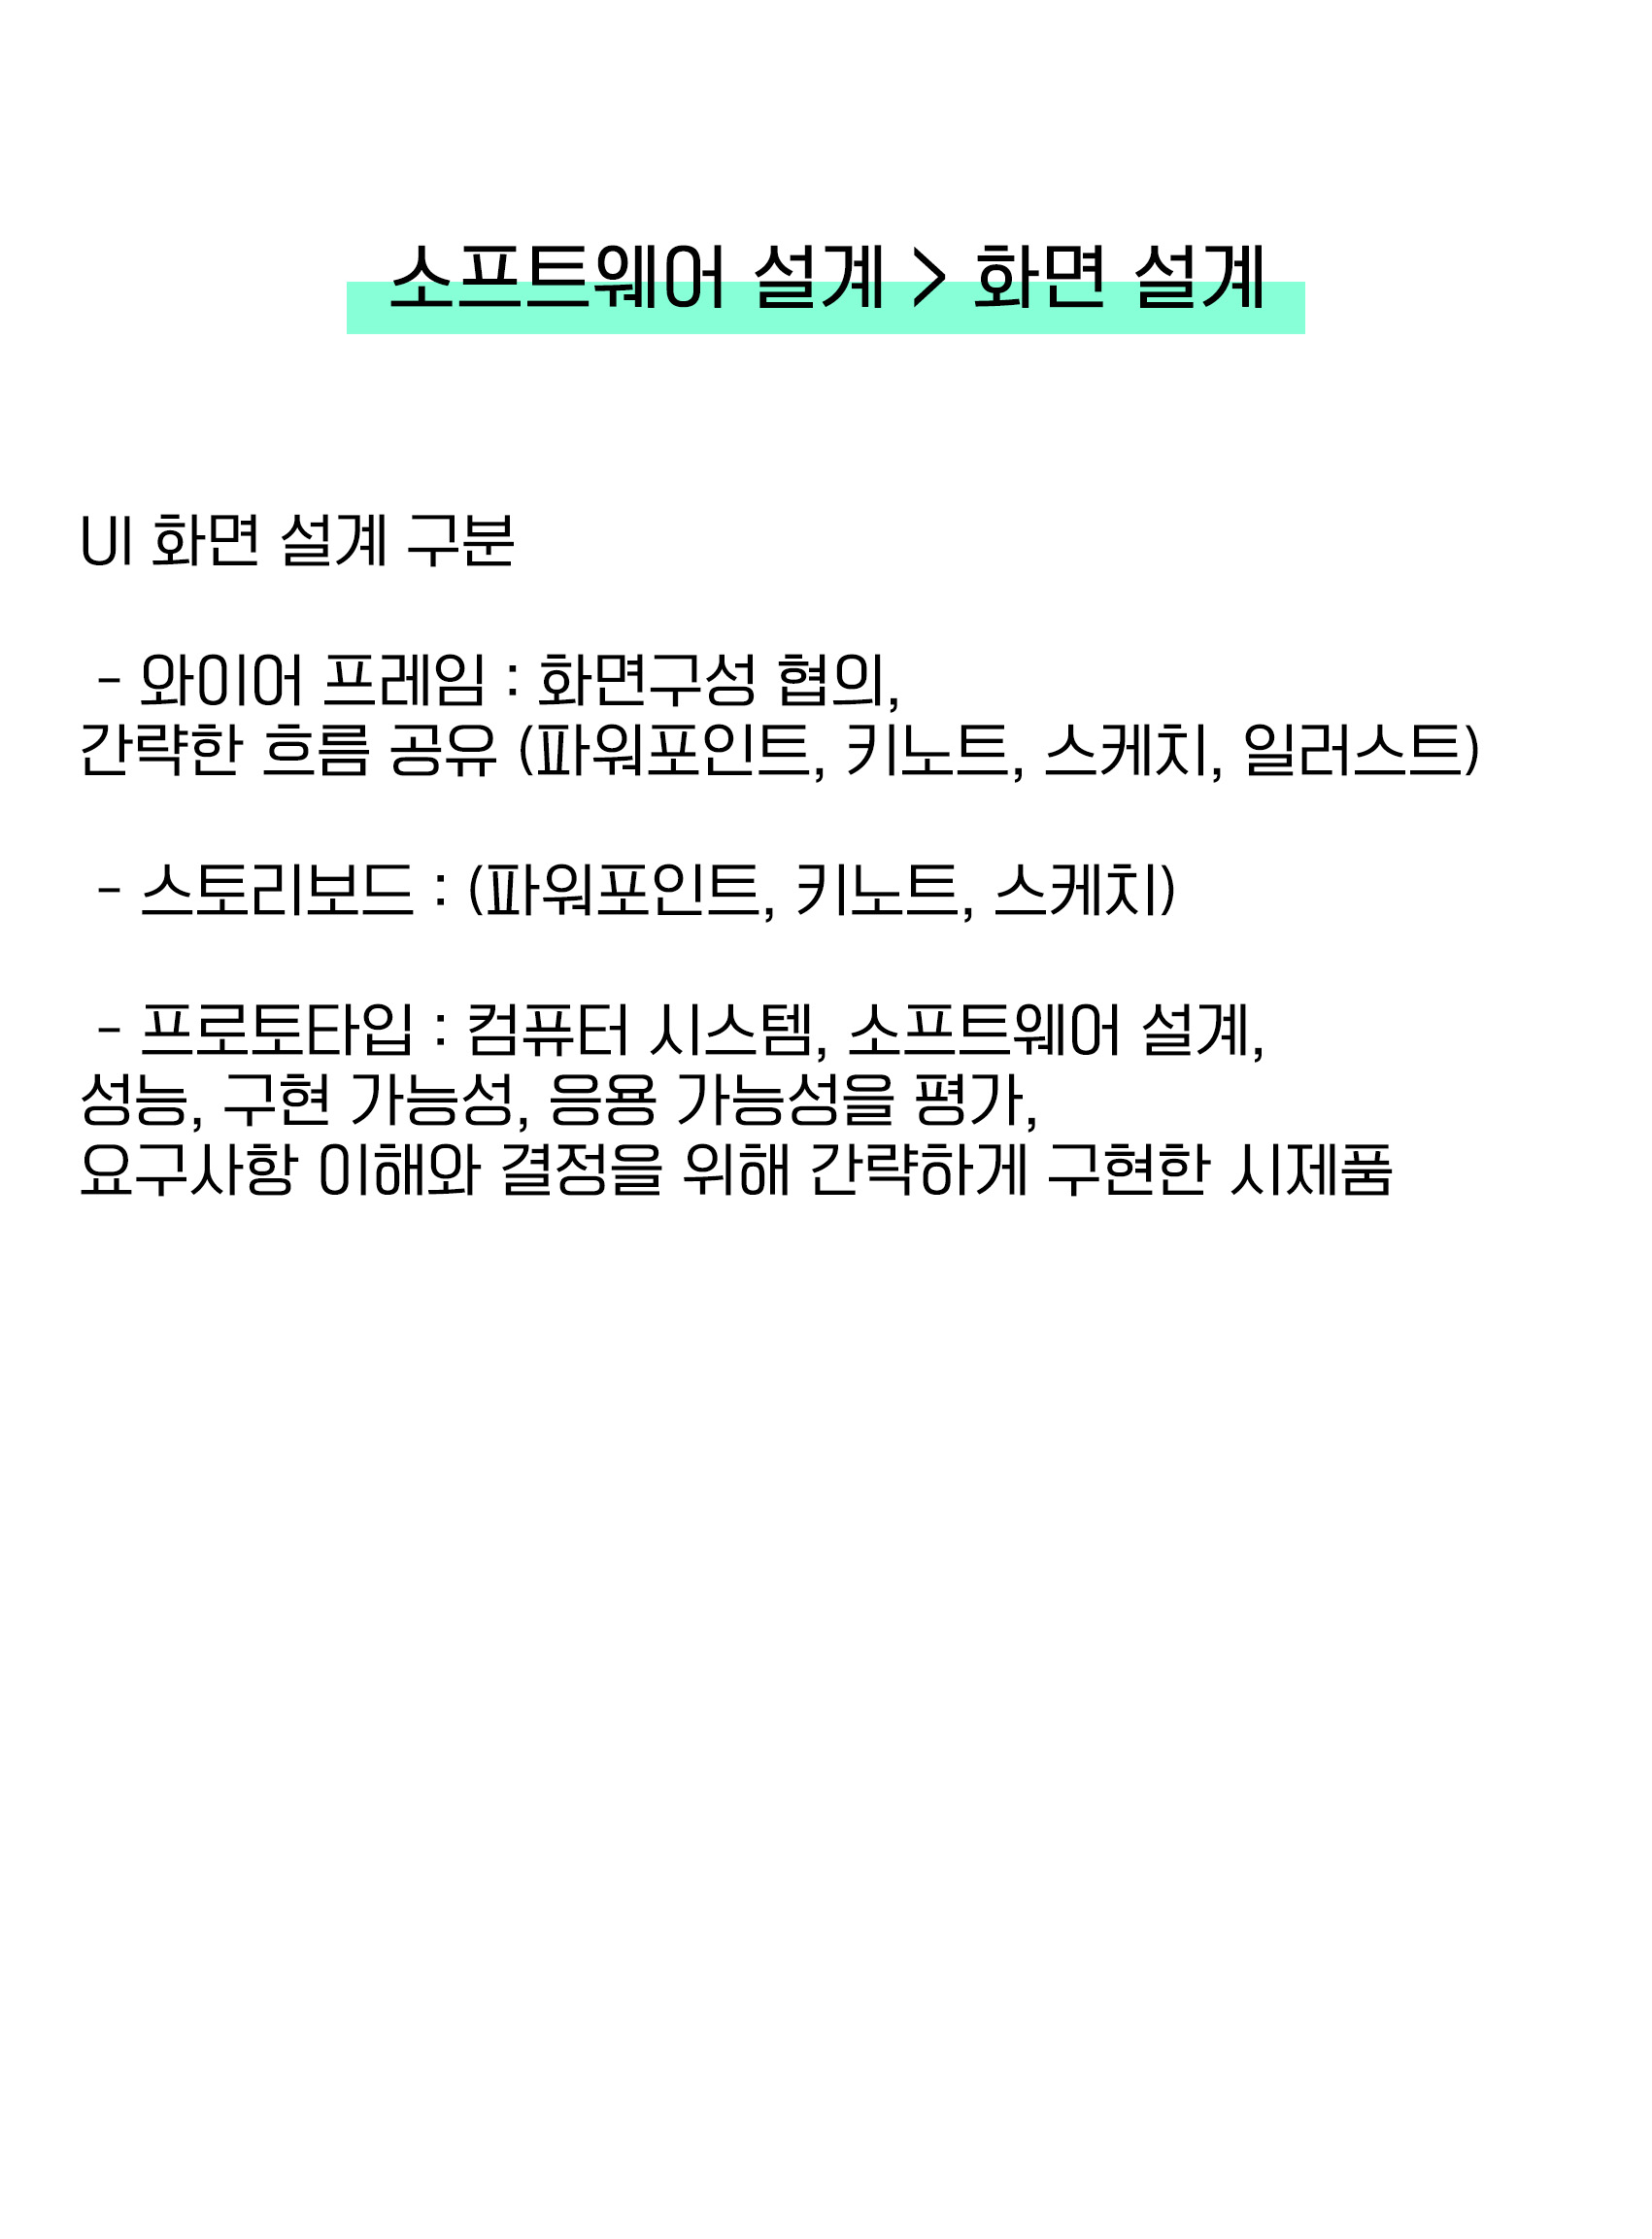 소프트웨어 설계 > 화면 설계
UI 화면 설계 구분
- 와이어 프레임 : 화면구성 협의,
간략한 흐름 공유 (파워포인트, 키노트, 스케치, 일러스트)
- 스토리보드 : (파워포인트, 키노트, 스케치)
- 프로토타입 : 컴퓨터 시스템, 소프트웨어 설계,
성능, 구현 가능성, 응용 가능성을 평가,
요구사항 이해와 결정을 위해 간략하게 구현한 시제품